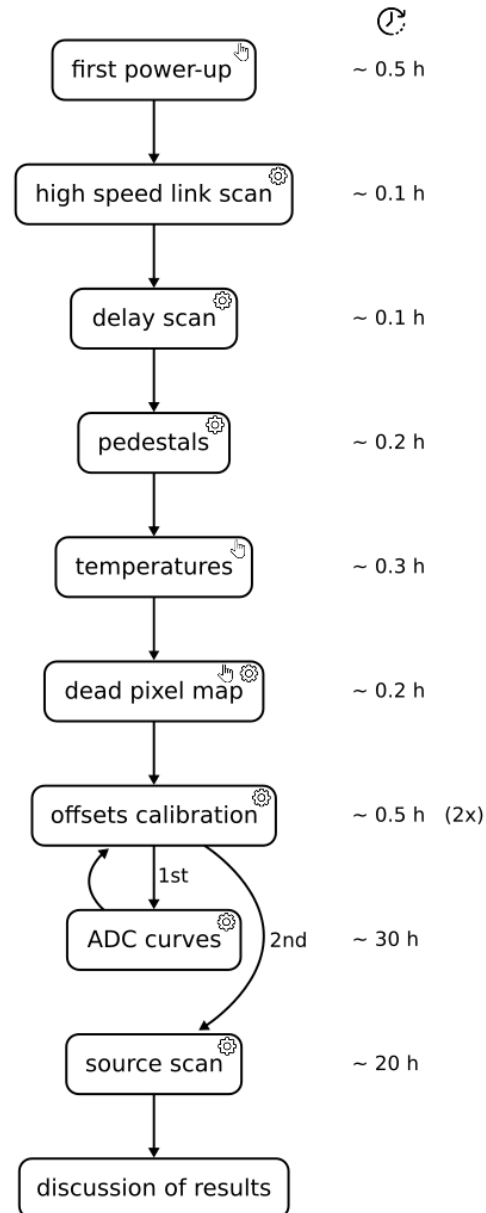 first power-up ~ 0.5 h
high speed link scan ~ 0.1 h
delay scan ~ 0.1 h
pedestals ~ 0.2 h
temperatures ~ 0.3 h
dead pixel map ~ 0.2 h
offsets calibration ~ 0.5 h (2x)
1st
ADC curves 2nd ~ 30 h
source scan ~ 20 h
discussion of results